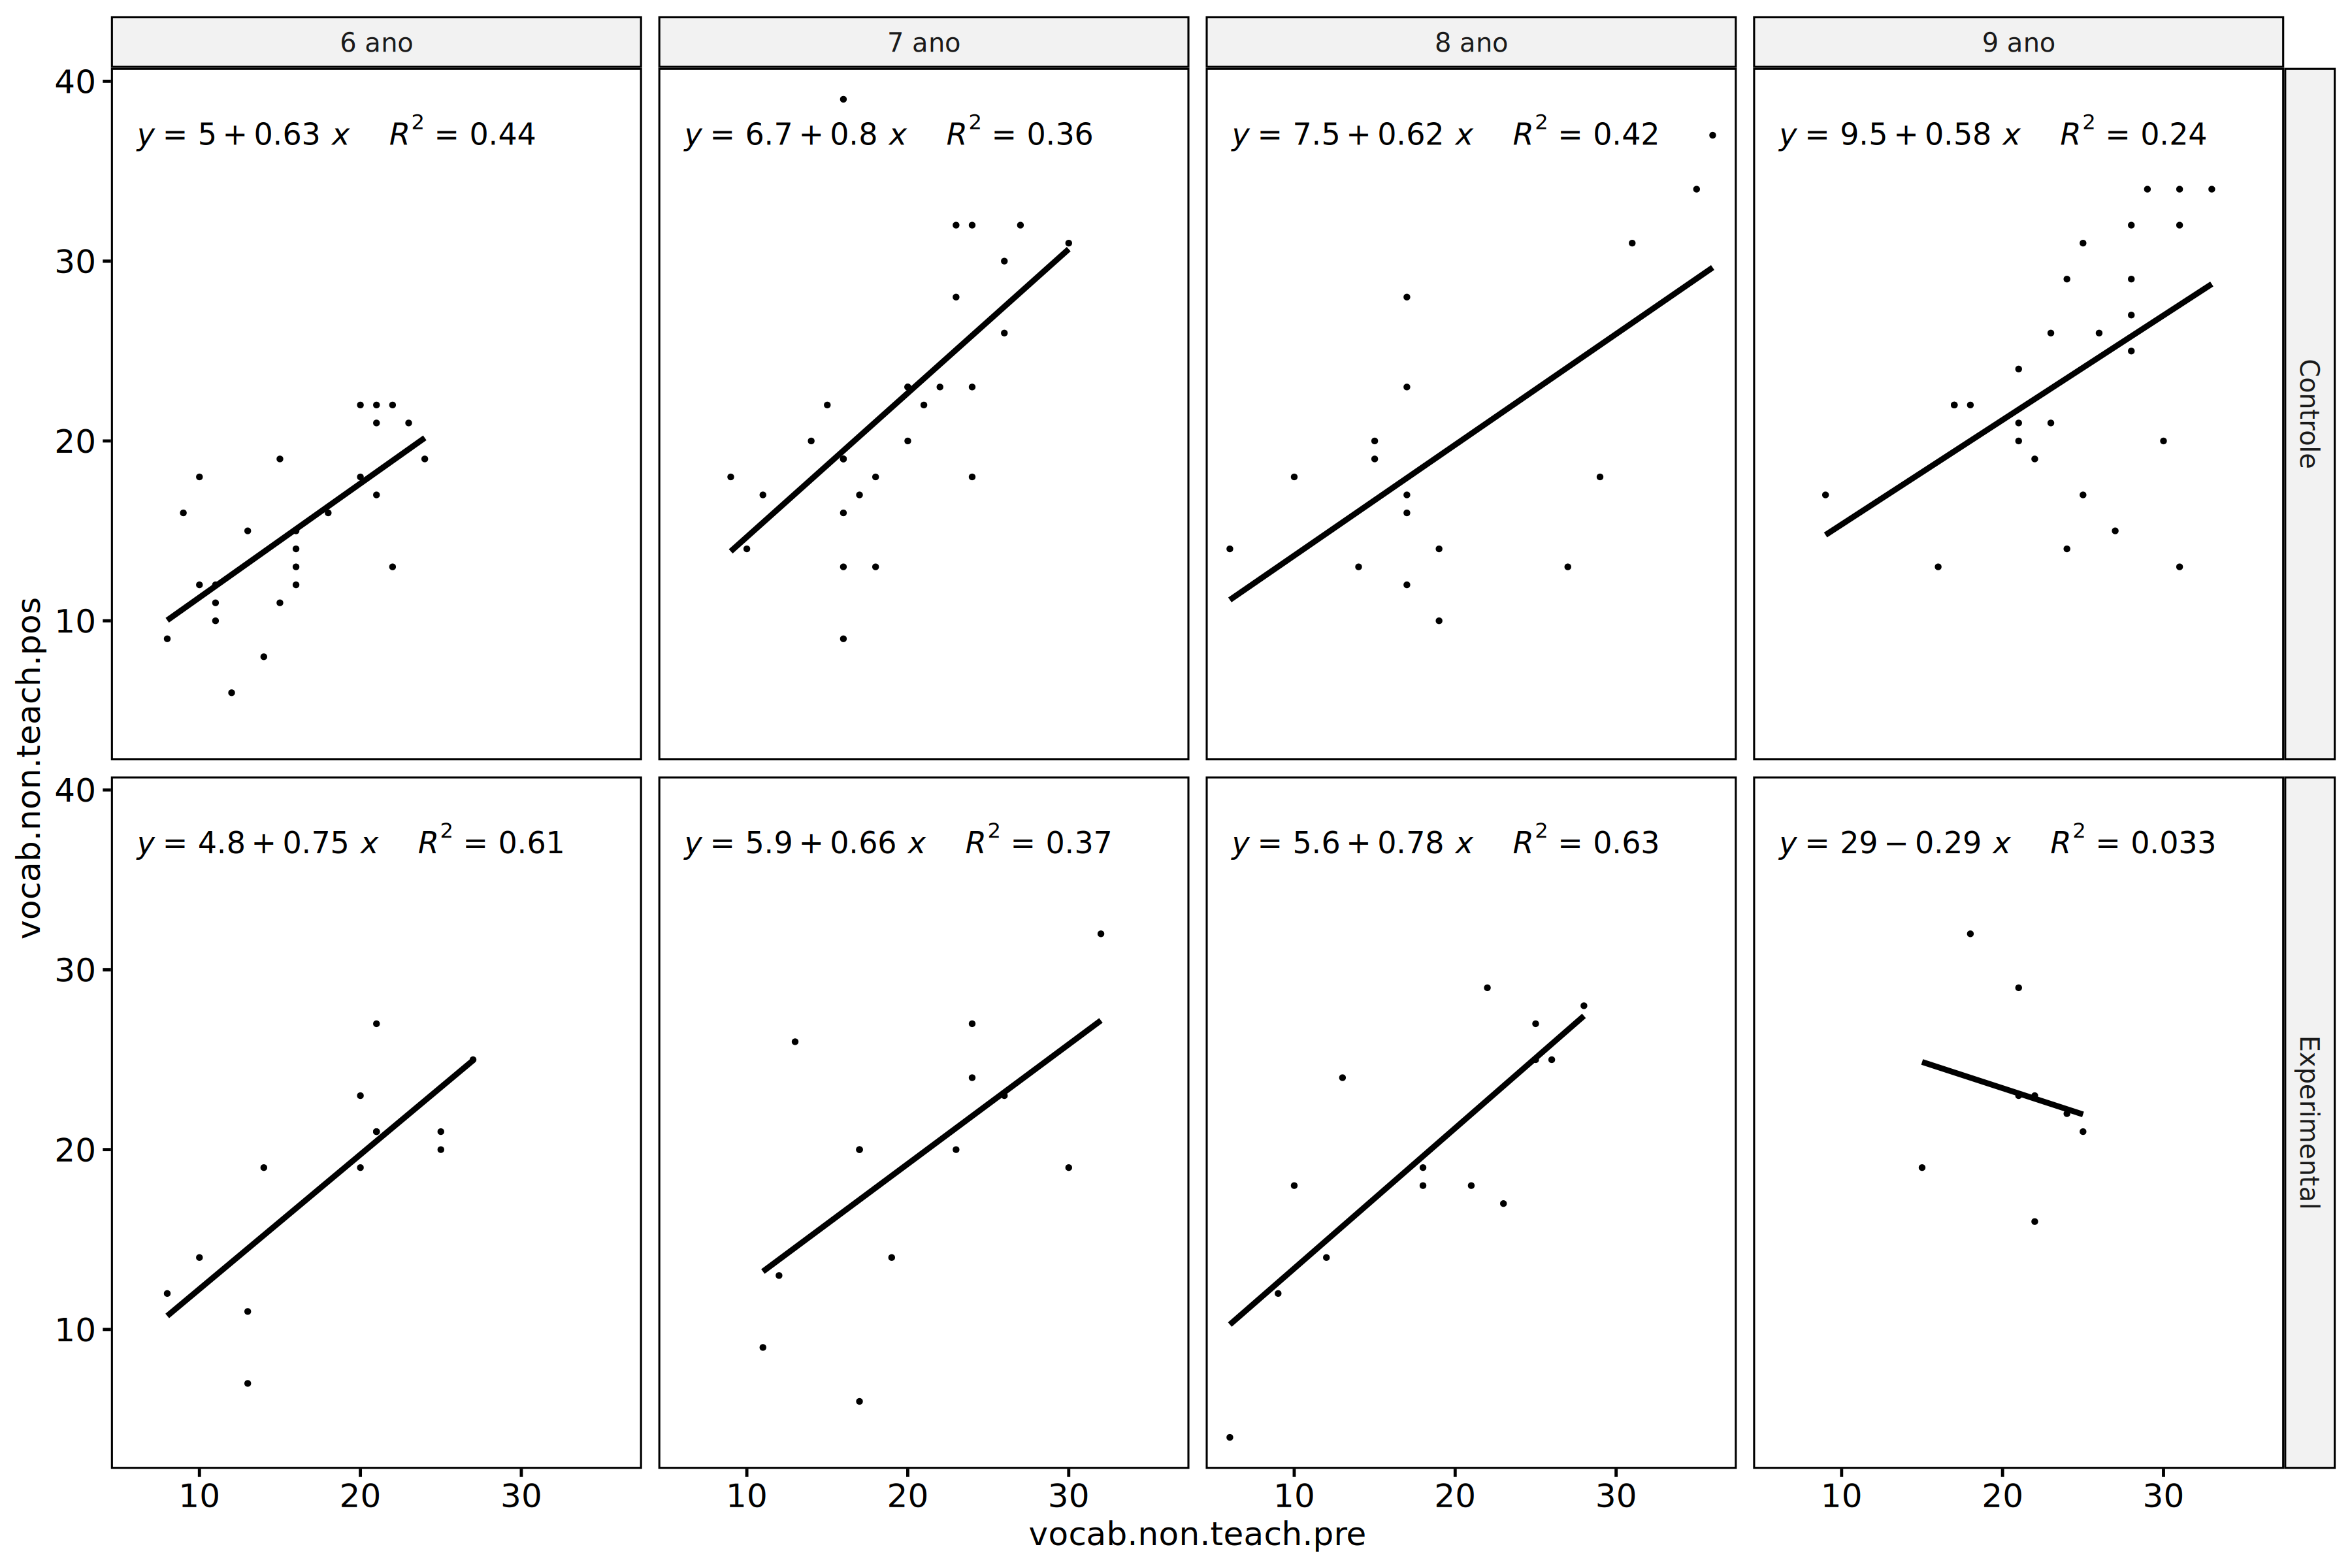 6 ano 7 ano 8 ano 9 ano
y = 5 + 0.63 x R² = 0.44
y = 6.7 + 0.8 x R² = 0.36
y = 7.5 + 0.62 x R² = 0.42
y = 9.5 + 0.58 x R² = 0.24
40
30
20
10
Controle
vocab.non.teach.pos
y = 4.8 + 0.75 x R² = 0.61
y = 5.9 + 0.66 x R² = 0.37
y = 5.6 + 0.78 x R² = 0.63
y = 29 − 0.29 x R² = 0.033
40
30
20
10
Experimental
10 20 30 10 20 30 10 20 30 10 20 30
vocab.non.teach.pre